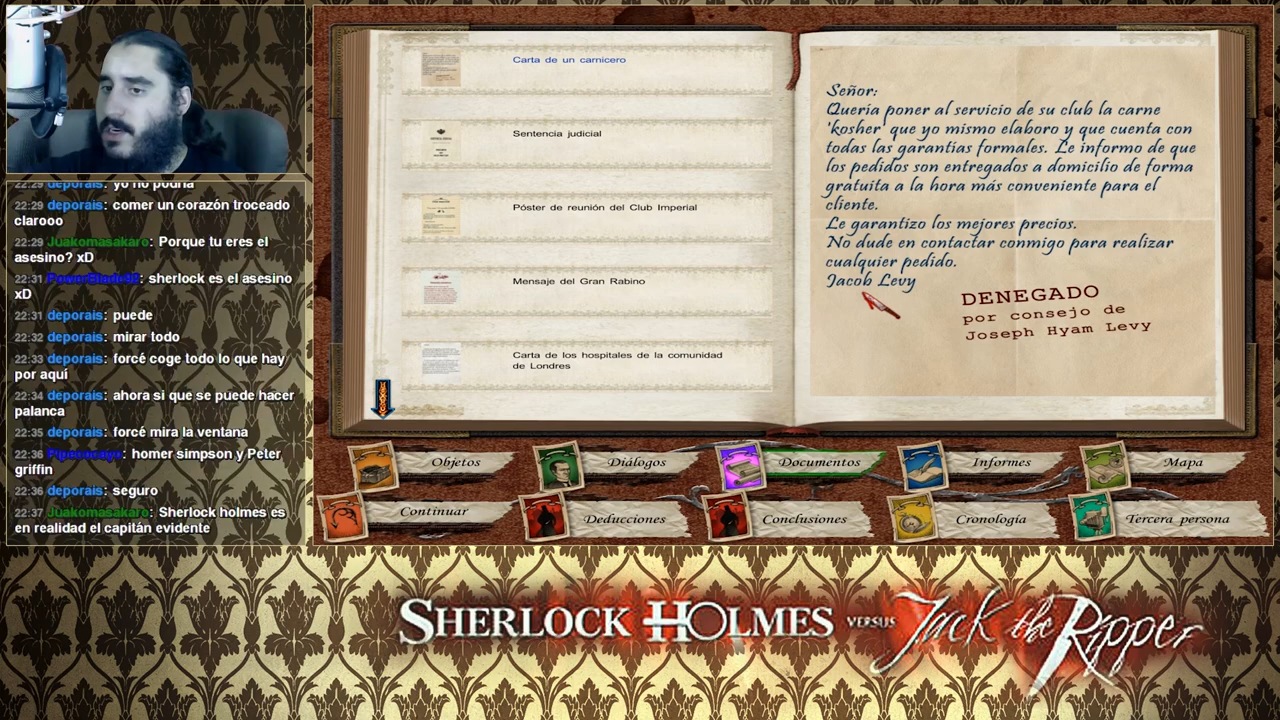 22:29 deporais: yo no podría
22:29 deporais: comer un corazón troceado
clarooo
22:29 Juakomasakaro: Porque tu eres el
asesino? xD
22:31 PowerBlade92: sherlock es el asesino
xD
22:31 deporais: puede
22:32 deporais: mirar todo
22:33 deporais: forcé coge todo lo que hay
por aquí
22:34 deporais: ahora si que se puede hacer
palanca
22:35 deporais: forcé mira la ventana
22:36 homer simpson y Peter
griffin
22:36 deporais: seguro
22:37 Juakomasakaro: Sherlock holmes es
en realidad el capitán evidente
Carta de un carnicero
Sentencia judicial
Póster de reunión del Club Imperial
Mensaje del Gran Rabino
Carta de los hospitales de la comunidad
de Londres
Señor:
Quería poner al servicio de su club la carne
'kosher' que yo mismo elaboro y que cuenta con
todas las garantías formales. Le informo de que
los pedidos son entregados a domicilio de forma
gratuita a la hora más conveniente para el
cliente.
Le garantizo los mejores precios.
No dude en contactar conmigo para realizar
cualquier pedido.
Jacob Levy
DENEGADO
por consejo de
Joseph Hyam Levy
Objetos
Diálogos
Documentos
Informes
Mapa
Continuar
Deducciones
Conclusiones
Cronología
Tercera persona
SHERLOCK HOLMES VERSUS Jack the Ripper